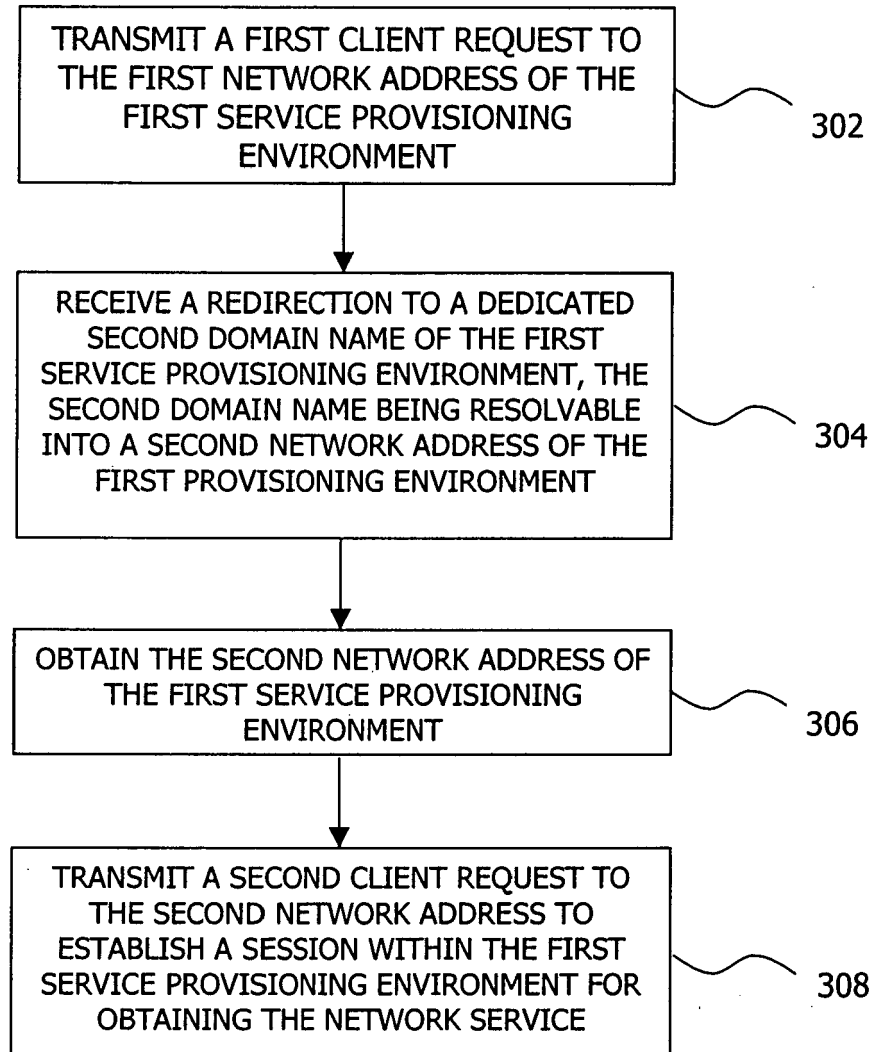 TRANSMIT A FIRST CLIENT REQUEST TO
THE FIRST NETWORK ADDRESS OF THE
FIRST SERVICE PROVISIONING
ENVIRONMENT
302
RECEIVE A REDIRECTION TO A DEDICATED
SECOND DOMAIN NAME OF THE FIRST
SERVICE PROVISIONING ENVIRONMENT, THE
SECOND DOMAIN NAME BEING RESOLVABLE
INTO A SECOND NETWORK ADDRESS OF THE
FIRST PROVISIONING ENVIRONMENT
304
OBTAIN THE SECOND NETWORK ADDRESS OF
THE FIRST SERVICE PROVISIONING
ENVIRONMENT
306
TRANSMIT A SECOND CLIENT REQUEST TO
THE SECOND NETWORK ADDRESS TO
ESTABLISH A SESSION WITHIN THE FIRST
SERVICE PROVISIONING ENVIRONMENT FOR
OBTAINING THE NETWORK SERVICE
308